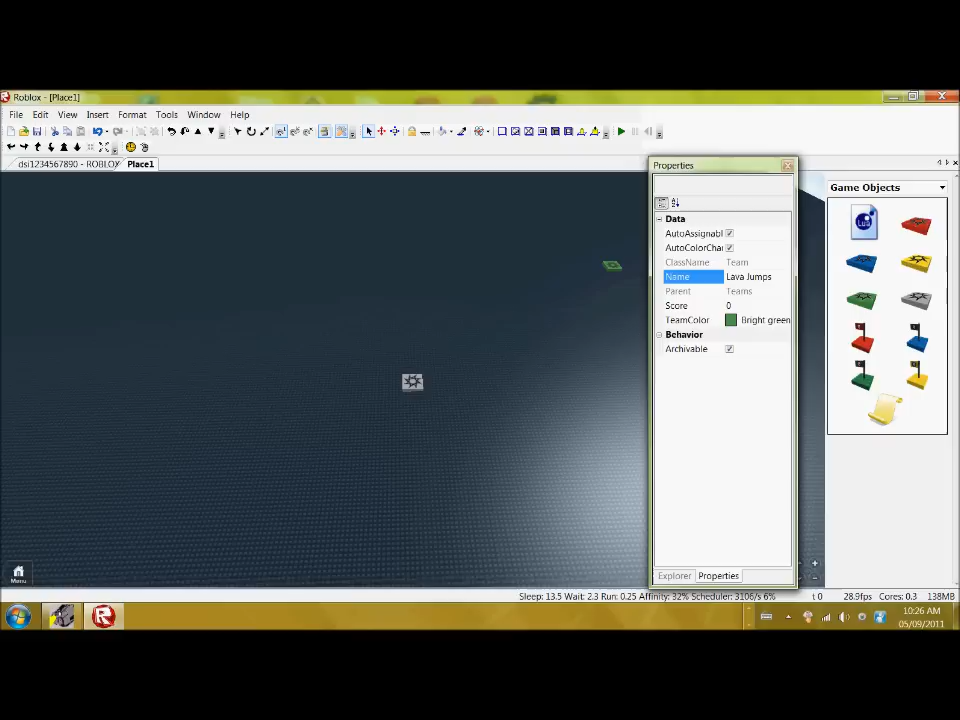 Roblox - [Place1]
File Edit View Insert Format Tools Window Help
dsi1234567890 - ROBLOX Place1
Properties
Data
AutoAssignabl
AutoColorChar
ClassName Team
Name Lava Jumps
Parent Teams
Score 0
TeamColor Bright green
Behavior
Archivable
Explorer Properties
Game Objects
Lua
Menu
Sleep: 13.5 Wait: 2.3 Run: 0.25 Affinity: 32% Scheduler: 3106/s 6% t 0 28.9fps Cores: 0.3 138MB
10:26 AM
05/09/2011